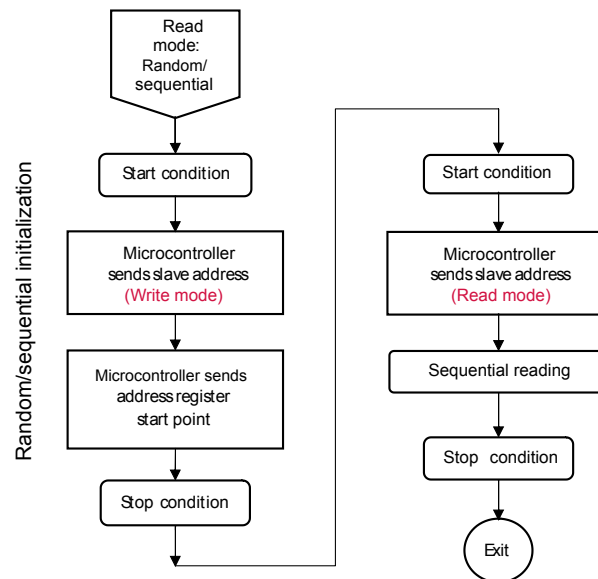 Read
mode:
Random/
sequential
Random/sequential initialization
Start condition
Microcontroller
sends slave address
(Write mode)
Microcontroller sends
address register
start point
Stop condition
Start condition
Microcontroller
sends slave address
(Read mode)
Sequential reading
Stop condition
Exit